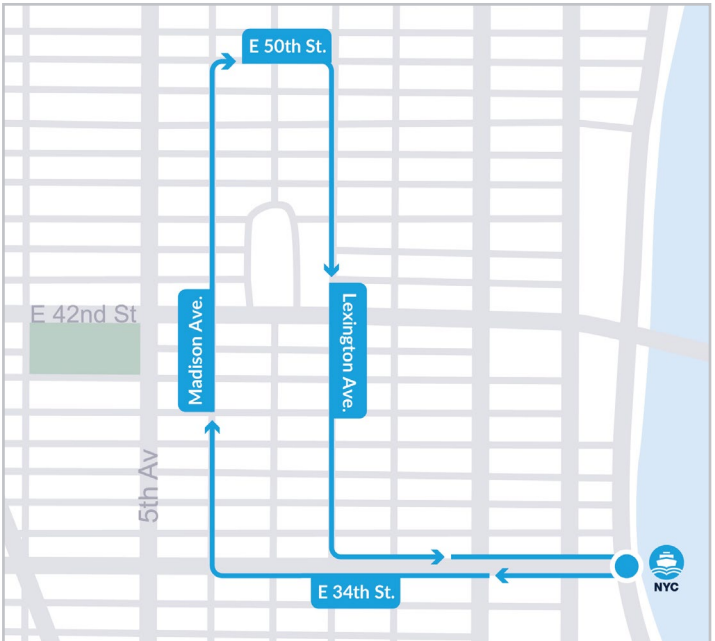 E 50th St.
E 42nd St
Madison Ave.
Lexington Ave.
5th Av
E 34th St.
NYC